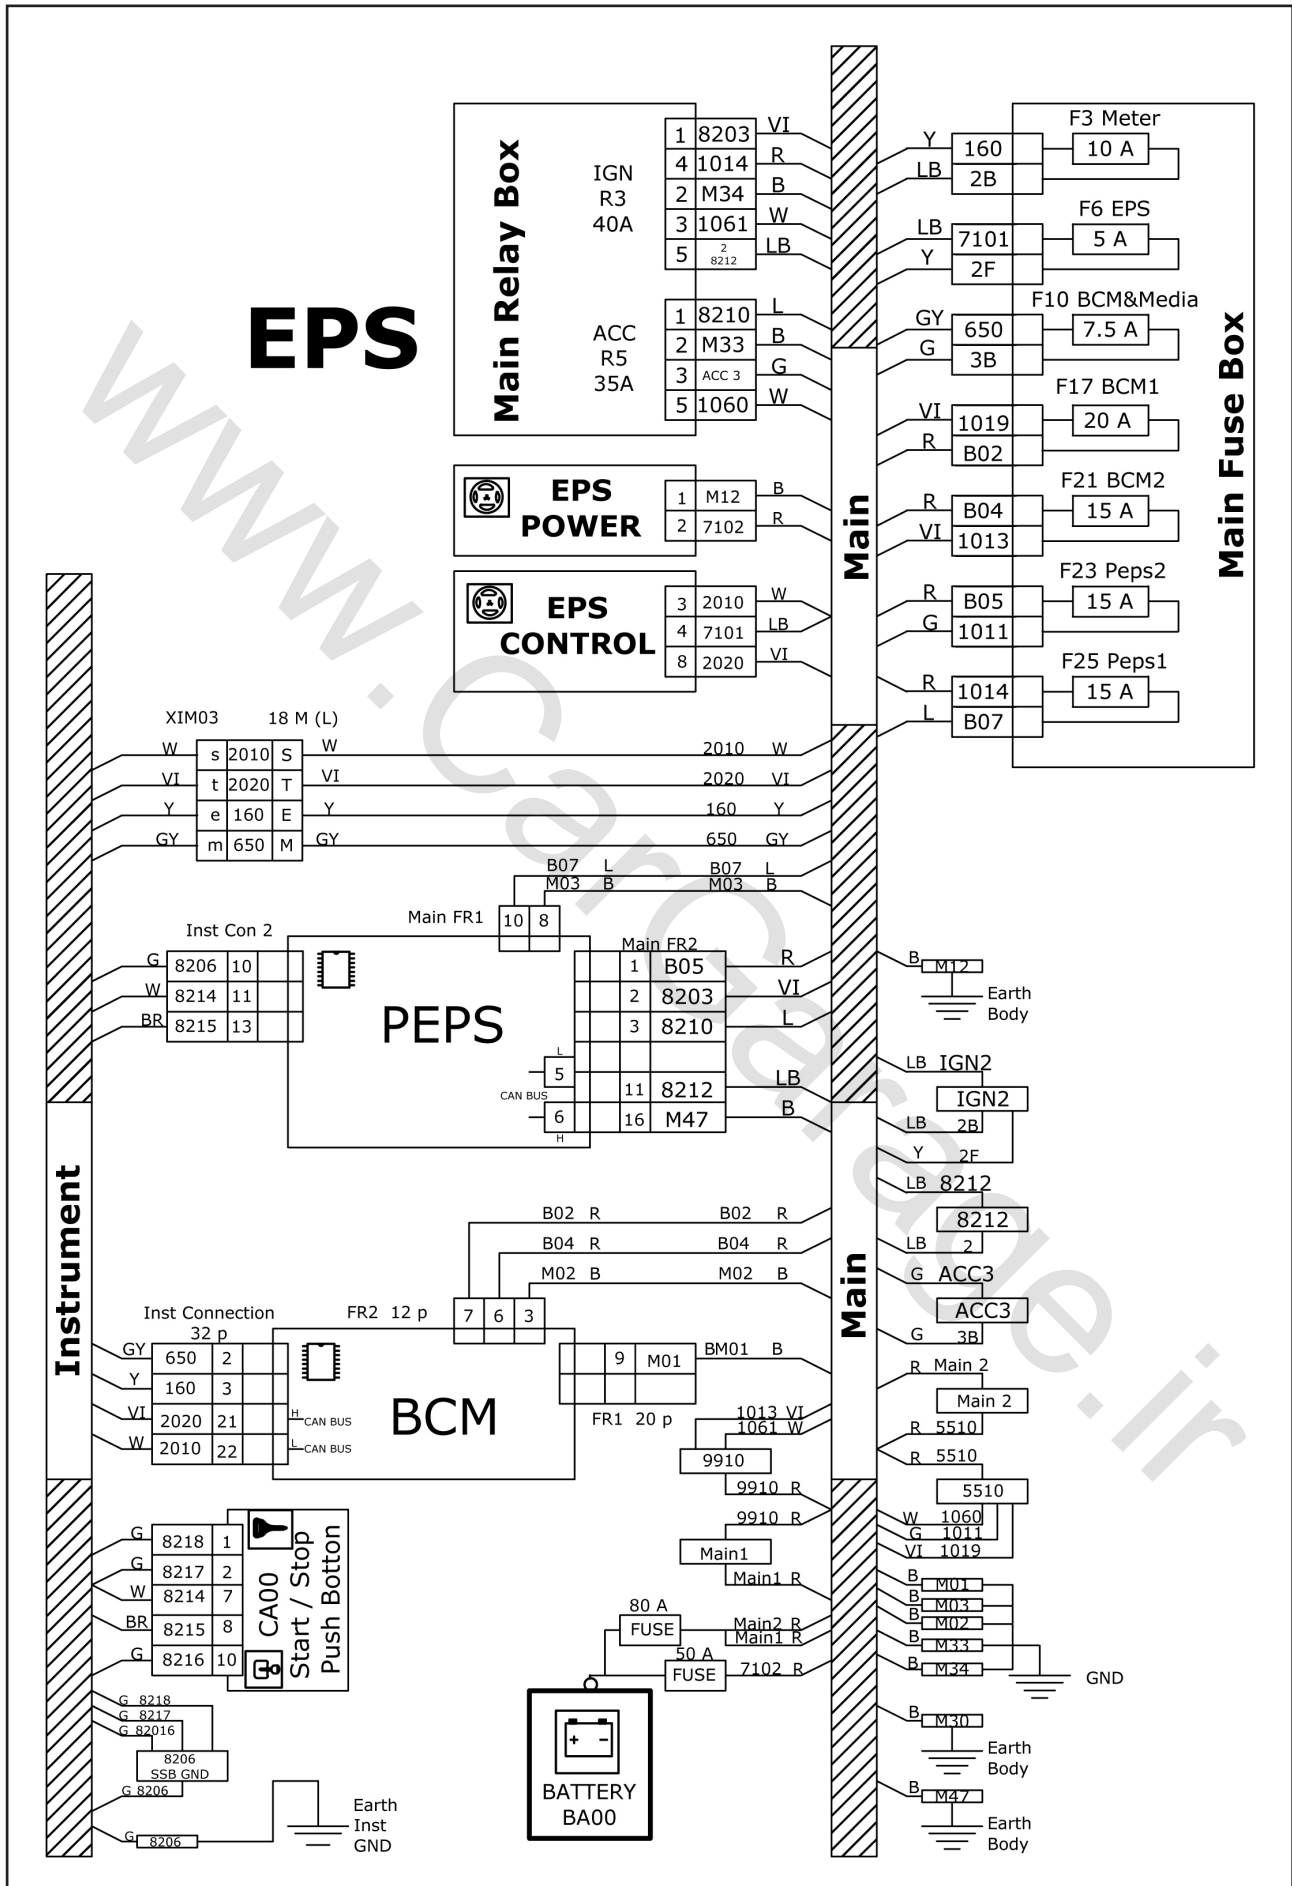 EPS
Main Relay Box
IGN
R3
40A
1 8203 VI
4 1014 R
2 M34 B
3 1061 W
5 2 8212 LB
ACC
R5
35A
1 8210 L
2 M33 B
3 ACC 3 G
5 1060 W
EPS
POWER
1 M12 B
2 7102 R
EPS
CONTROL
3 2010 W
4 7101 LB
8 2020 VI
Main
Main Fuse Box
F3 Meter
Y 160 10 A
LB 2B
F6 EPS
LB 7101 5 A
Y 2F
F10 BCM&Media
GY 650 7.5 A
G 3B
F17 BCM1
VI 1019 20 A
R B02
F21 BCM2
R B04 15 A
VI 1013
F23 Peps2
R B05 15 A
G 1011
F25 Peps1
R 1014 15 A
L B07
XIM03 18 M (L)
W s 2010 S W 2010 W
VI t 2020 T VI 2020 VI
Y e 160 E Y 160 Y
GY m 650 M GY 650 GY
B07 L B07 L
M03 B M03 B
Main FR1 10 8
Inst Con 2
G 8206 10
W 8214 11
BR 8215 13
PEPS
Main FR2
1 B05 R
2 8203 VI
3 8210 L
L
5
CAN BUS
6
H
11 8212 LB
16 M47 B
B M12
Earth
Body
LB IGN2
IGN2
LB 2B
Y 2F
LB 8212
8212
LB 2
G ACC3
ACC3
G 3B
R Main 2
Main 2
R 5510
R 5510
5510
W 1060
G 1011
VI 1019
Instrument
Main
B02 R B02 R
B04 R B04 R
M02 B M02 B
FR2 12 p 7 6 3
Inst Connection
32 p
GY 650 2
Y 160 3
VI 2020 21 H CAN BUS
W 2010 22 L CAN BUS
BCM
9 M01 BM01 B
FR1 20 p
1013 VI
1061 W
9910
9910 R
9910 R
Main1
Main1 R
B M01
B M03
B M02
B M33
B M34
GND
G 8218 1
G 8217 2
W 8214 7
BR 8215 8
G 8216 10
CA00
Start / Stop
Push Botton
80 A
FUSE
Main2 R
Main1 R
50 A
FUSE
7102 R
BATTERY
BA00
+ -
G 8218
G 8217
G 82016
8206
SSB GND
G 8206
G 8206
Earth
Inst
GND
B M30
Earth
Body
B M47
Earth
Body
www.CarGarage.ir